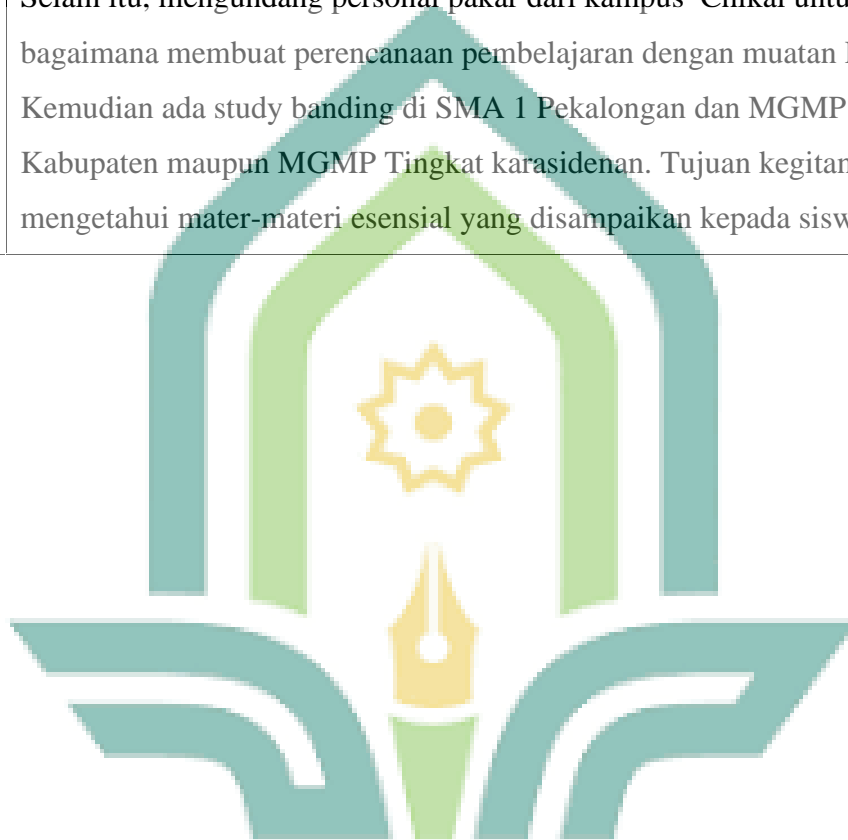 Selain itu, mengundang personal pakar dari kampus Unikal untu
bagaimana membuat perencanaan pembelajaran dengan muatan
Kemudian ada study banding di SMA 1 Pekalongan dan MGMP
Kabupaten maupun MGMP Tingkat karasidenan. Tujuan kegitan
mengetahui mater-materi esensial yang disampaikan kepada sisw